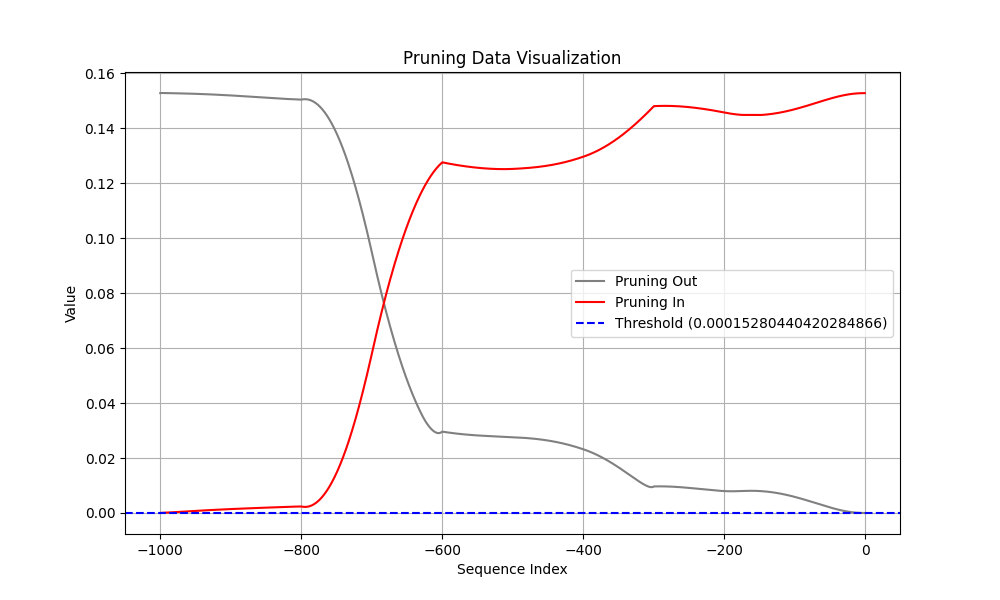 Pruning Data Visualization
0.16
0.14
0.12
0.10
0.08
0.06
0.04
0.02
0.00
Value
Pruning Out
Pruning In
Threshold (0.00015280440420284866)
−1000
−800
−600
−400
−200
0
Sequence Index